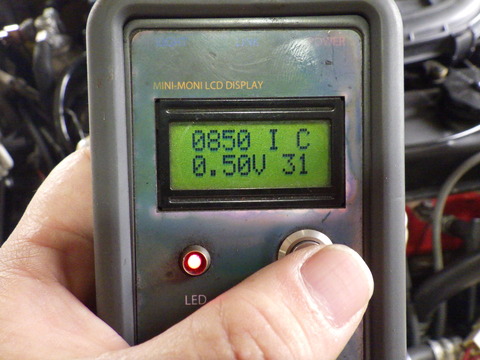 MINI-MONI LCD DISPLAY
0850 I C
0.50V 31
LED